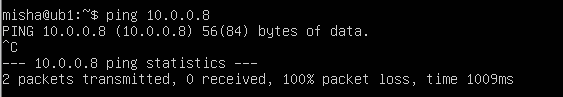 misha@ub1:~$ ping 10.0.0.8
PING 10.0.0.8 (10.0.0.8) 56(84) bytes of data.
^C
--- 10.0.0.8 ping statistics ---
2 packets transmitted, 0 received, 100% packet loss, time 1009ms